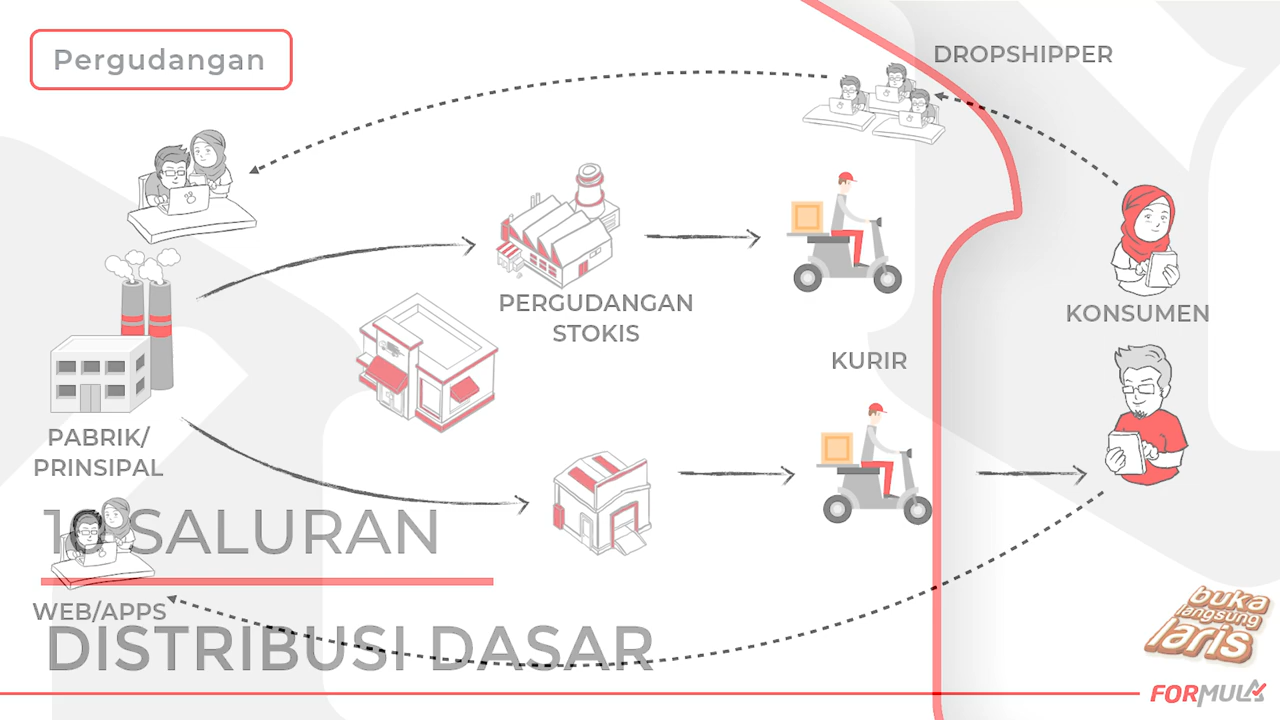 Pergudangan
DROPSHIPPER
PERGUDANGAN
STOKIS
KONSUMEN
KURIR
PABRIK/
PRINSIPAL
SALURAN
WEB/APPS
DISTRIBUSI DASAR
buka
langsung
laris
FORMULA